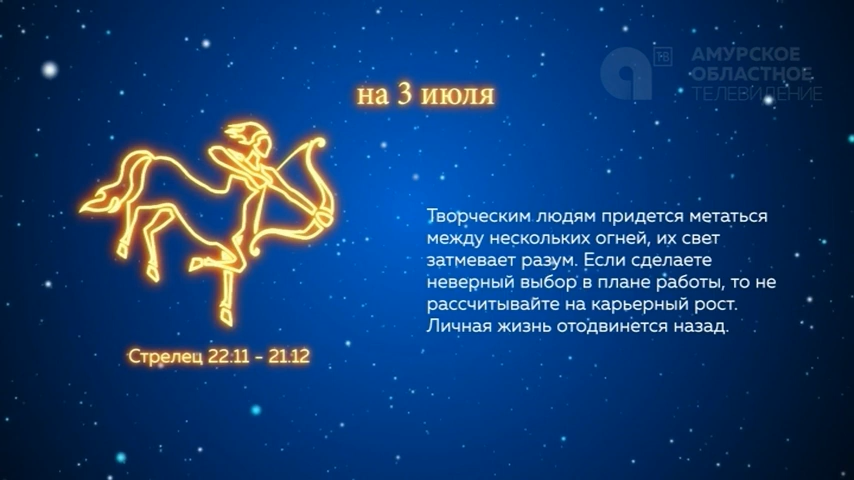 ТВ
АМУРСКОЕ
ОБЛАСТНОЕ
ТЕЛЕВИДЕНИЕ
на 3 июля
Творческим людям придется метаться
между нескольких огней, их свет
затмевает разум. Если сделаете
неверный выбор в плане работы, то не
рассчитывайте на карьерный рост.
Личная жизнь отодвинется назад.
Стрелец 22.11 - 21.12